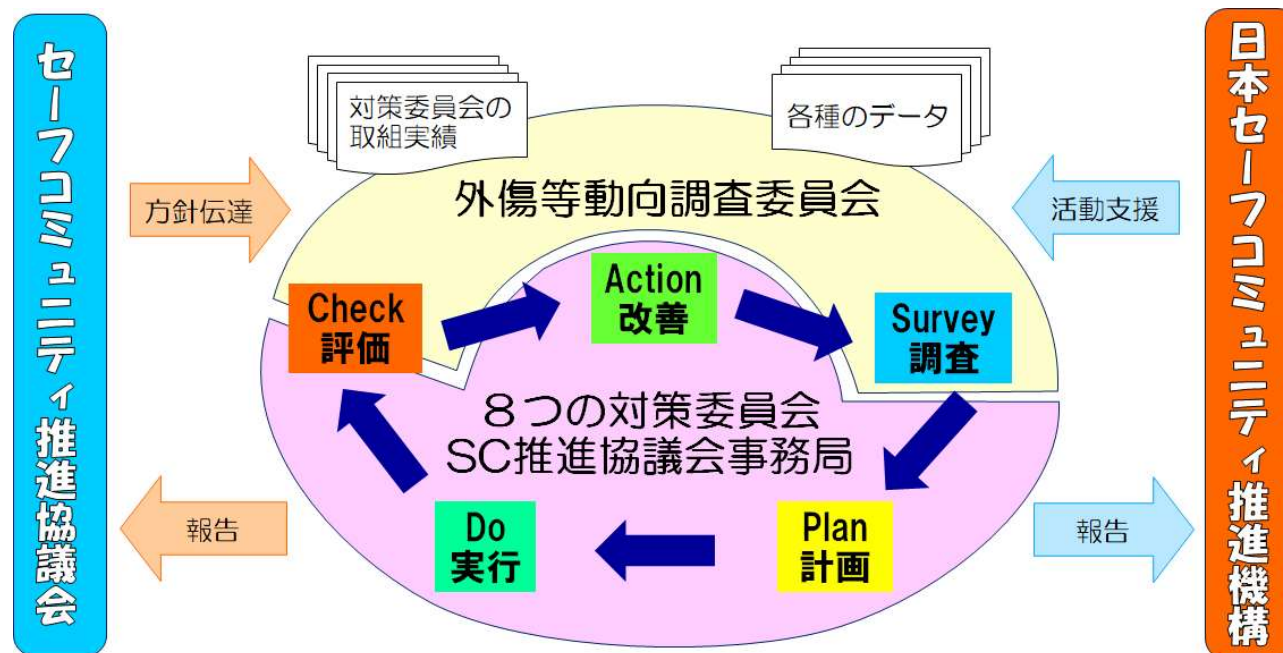 セーフコミュニティ推進協議会
対策委員会の
取組実績
各種のデータ
日本セーフコミュニティ推進機構
方針伝達
外傷等動向調査委員会
活動支援
Check
評価
Action
改善
Survey
調査
８つの対策委員会
SC推進協議会事務局
報告
Do
実行
Plan
計画
報告